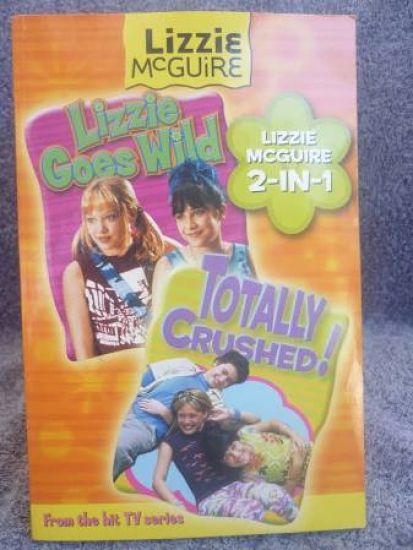 Lizzie
McGUiRE
Lizzie
Goes Wild
LIZZIE
MCGUIRE
2-IN-1
TOTALLY
CRUSHED!
From the hit TV series